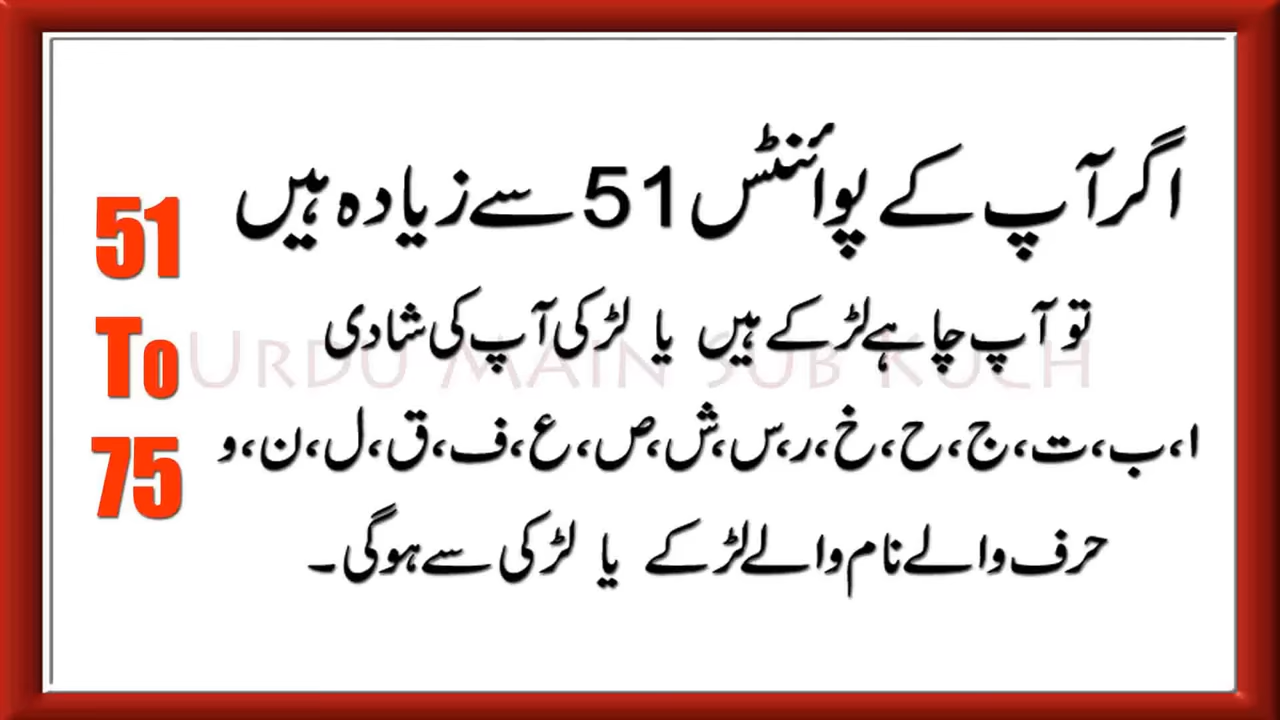 اگر آپ کے پوائنٹس 51 سے زیادہ ہیں
تو آپ چاہے لڑکے ہیں یا لڑکی آپ کی شادی
ا، ب، ت، ج، ح، خ، ر، س، ش، ص، ع، ف، ق، ل، ن، و
حرف والے نام والے لڑکے یا لڑکی سے ہوگی۔
51
To
75
Urdu Main Sub Kuch